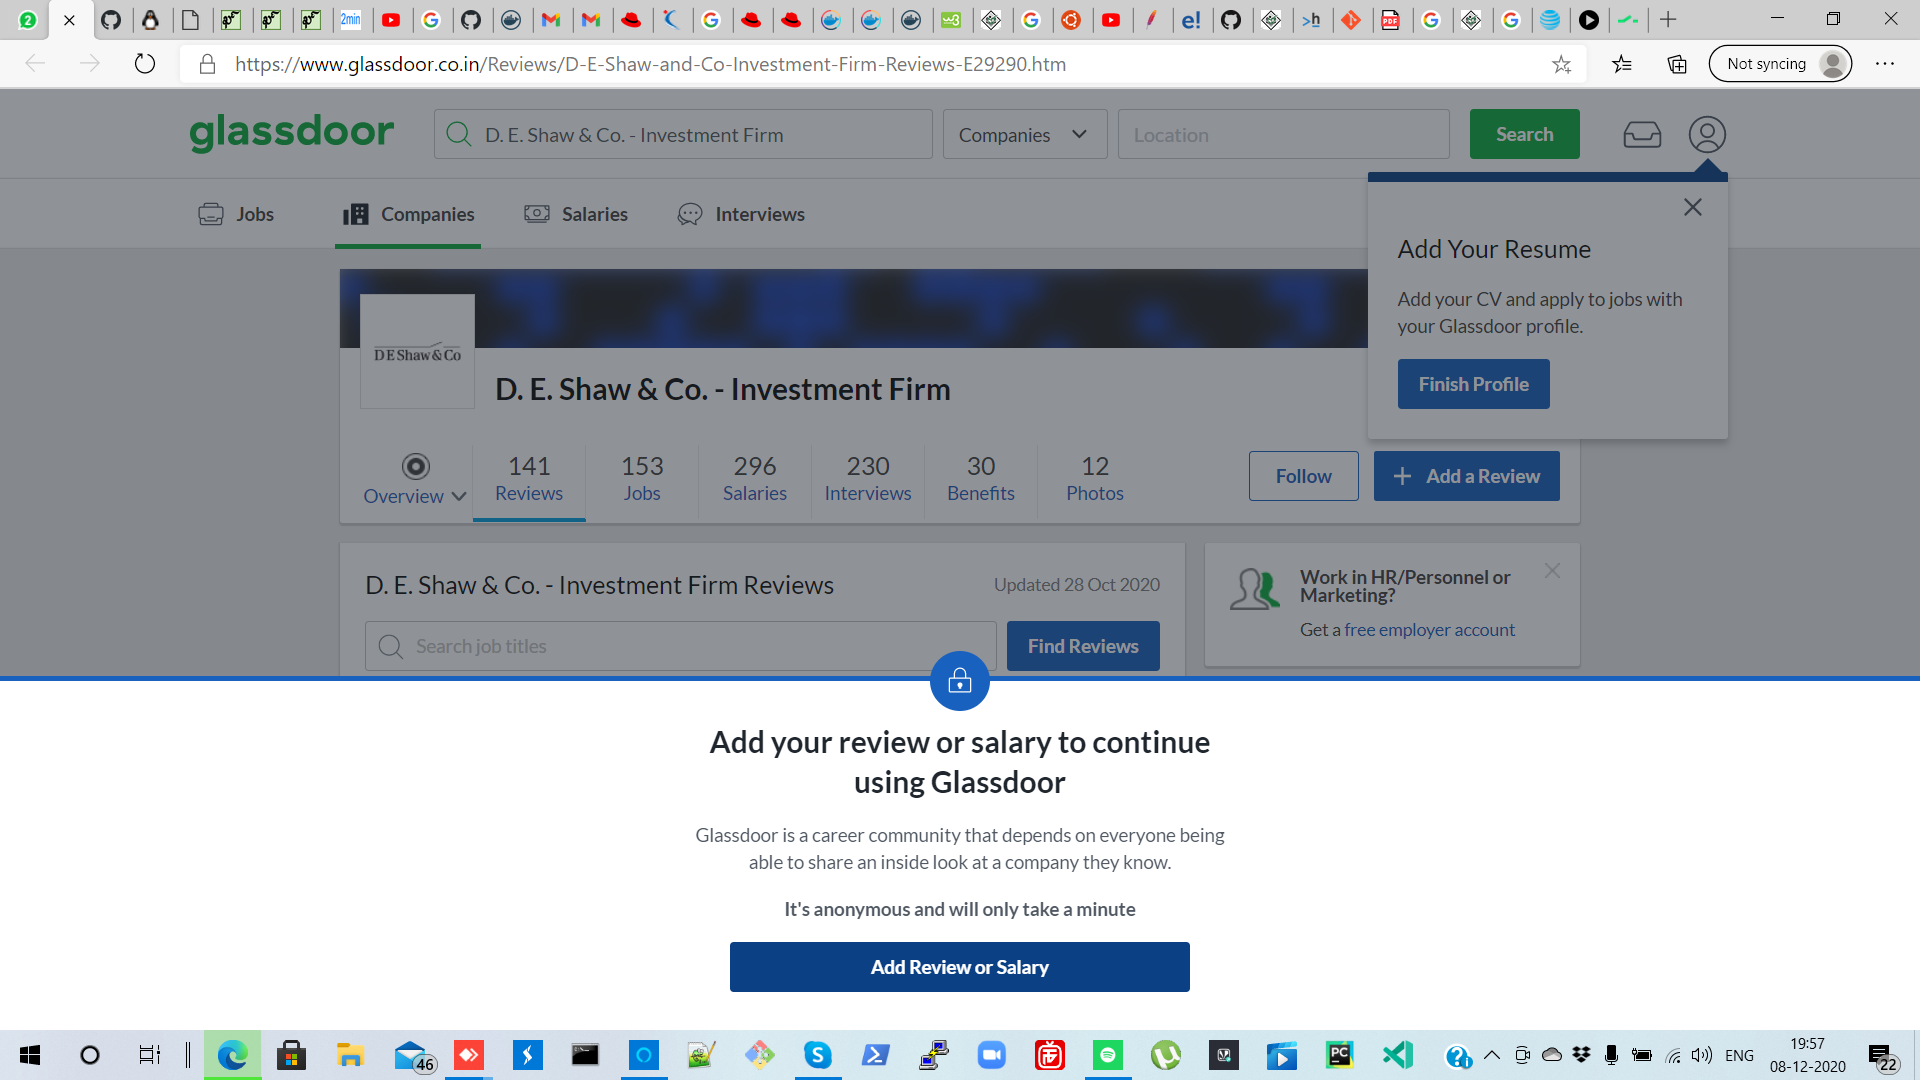 https://www.glassdoor.co.in/Reviews/D-E-Shaw-and-Co-Investment-Firm-Reviews-E29290.htm
Not syncing
glassdoor
D. E. Shaw & Co. - Investment Firm
Companies
Location
Search
Jobs
Companies
Salaries
Interviews
Add Your Resume
Add your CV and apply to jobs with
your Glassdoor profile.
Finish Profile
D E Shaw & Co
D. E. Shaw & Co. - Investment Firm
Overview
141
Reviews
153
Jobs
296
Salaries
230
Interviews
30
Benefits
12
Photos
Follow
+ Add a Review
D. E. Shaw & Co. - Investment Firm Reviews
Updated 28 Oct 2020
Search job titles
Find Reviews
Work in HR/Personnel or
Marketing?
Get a free employer account
Add your review or salary to continue
using Glassdoor
Glassdoor is a career community that depends on everyone being
able to share an inside look at a company they know.
It's anonymous and will only take a minute
Add Review or Salary
46
ENG
19:57
08-12-2020
22